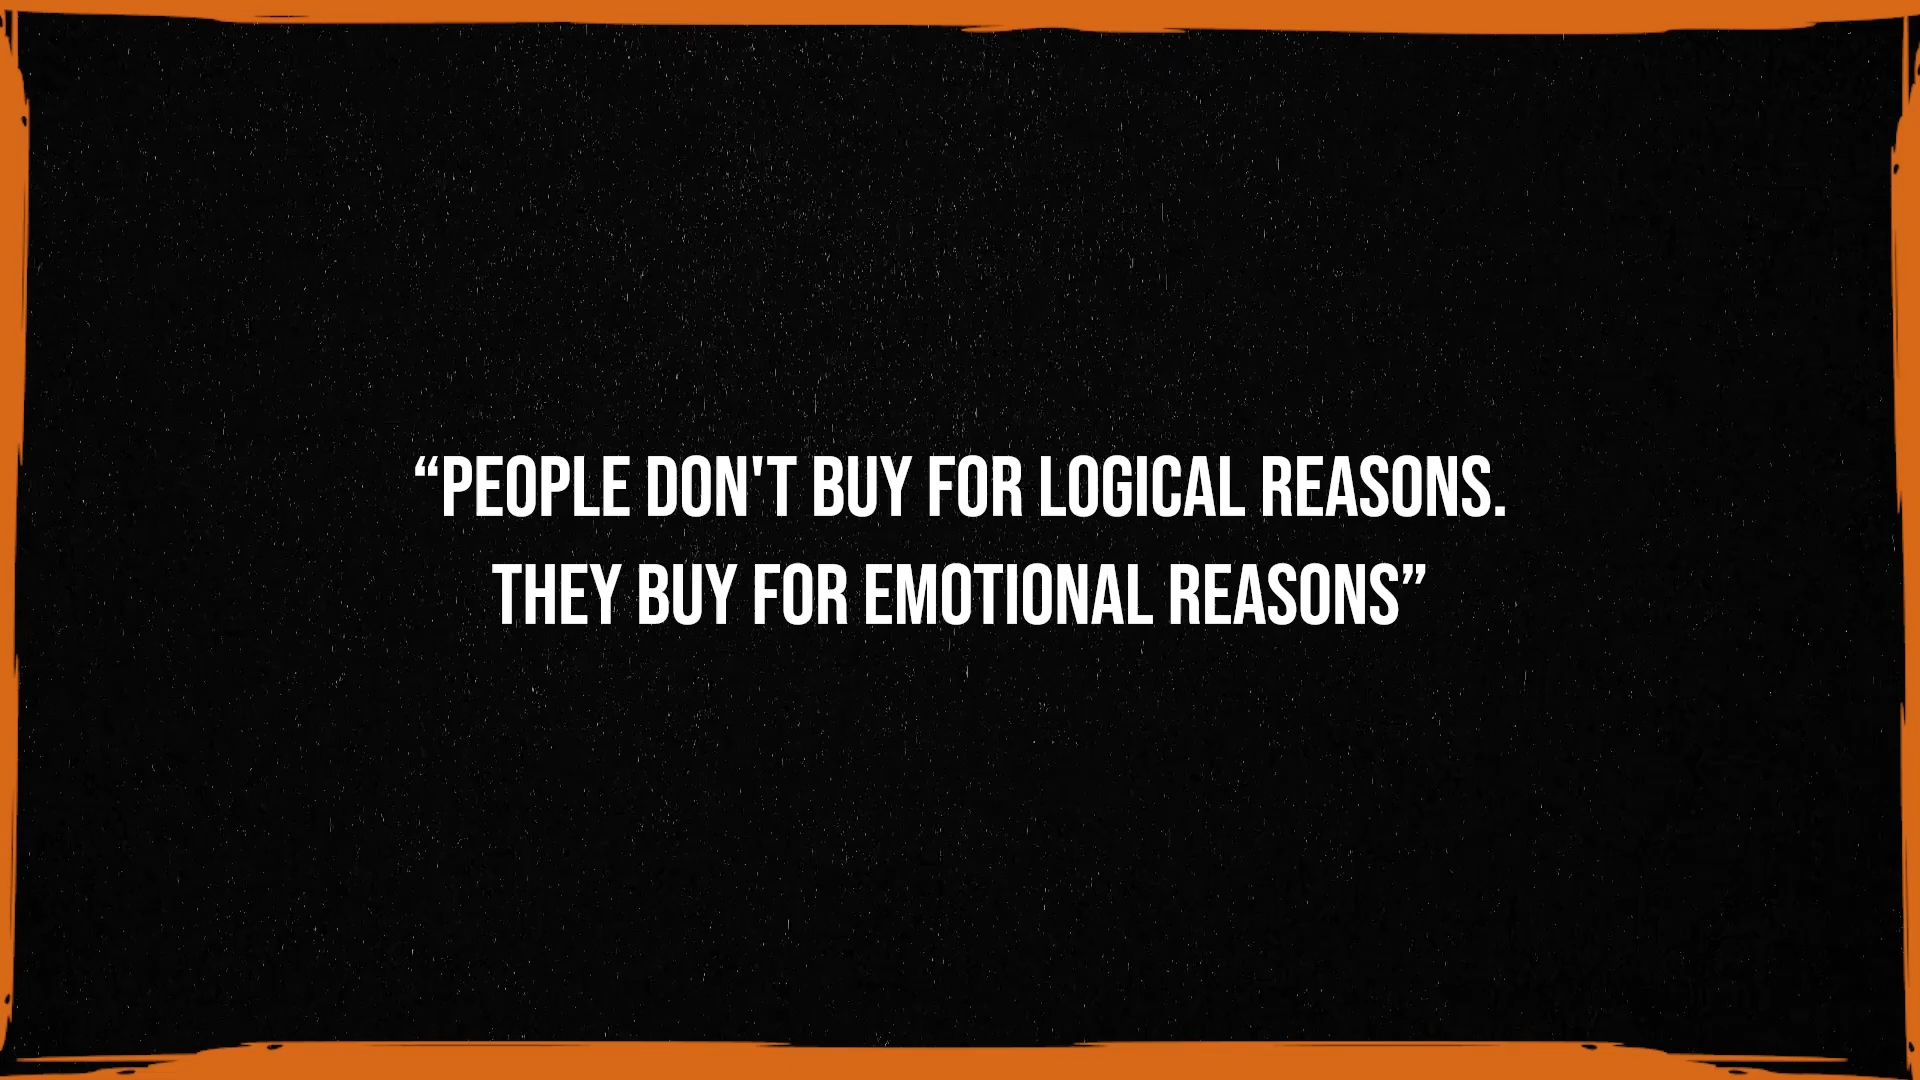 “PEOPLE DON'T BUY FOR LOGICAL REASONS.
THEY BUY FOR EMOTIONAL REASONS”